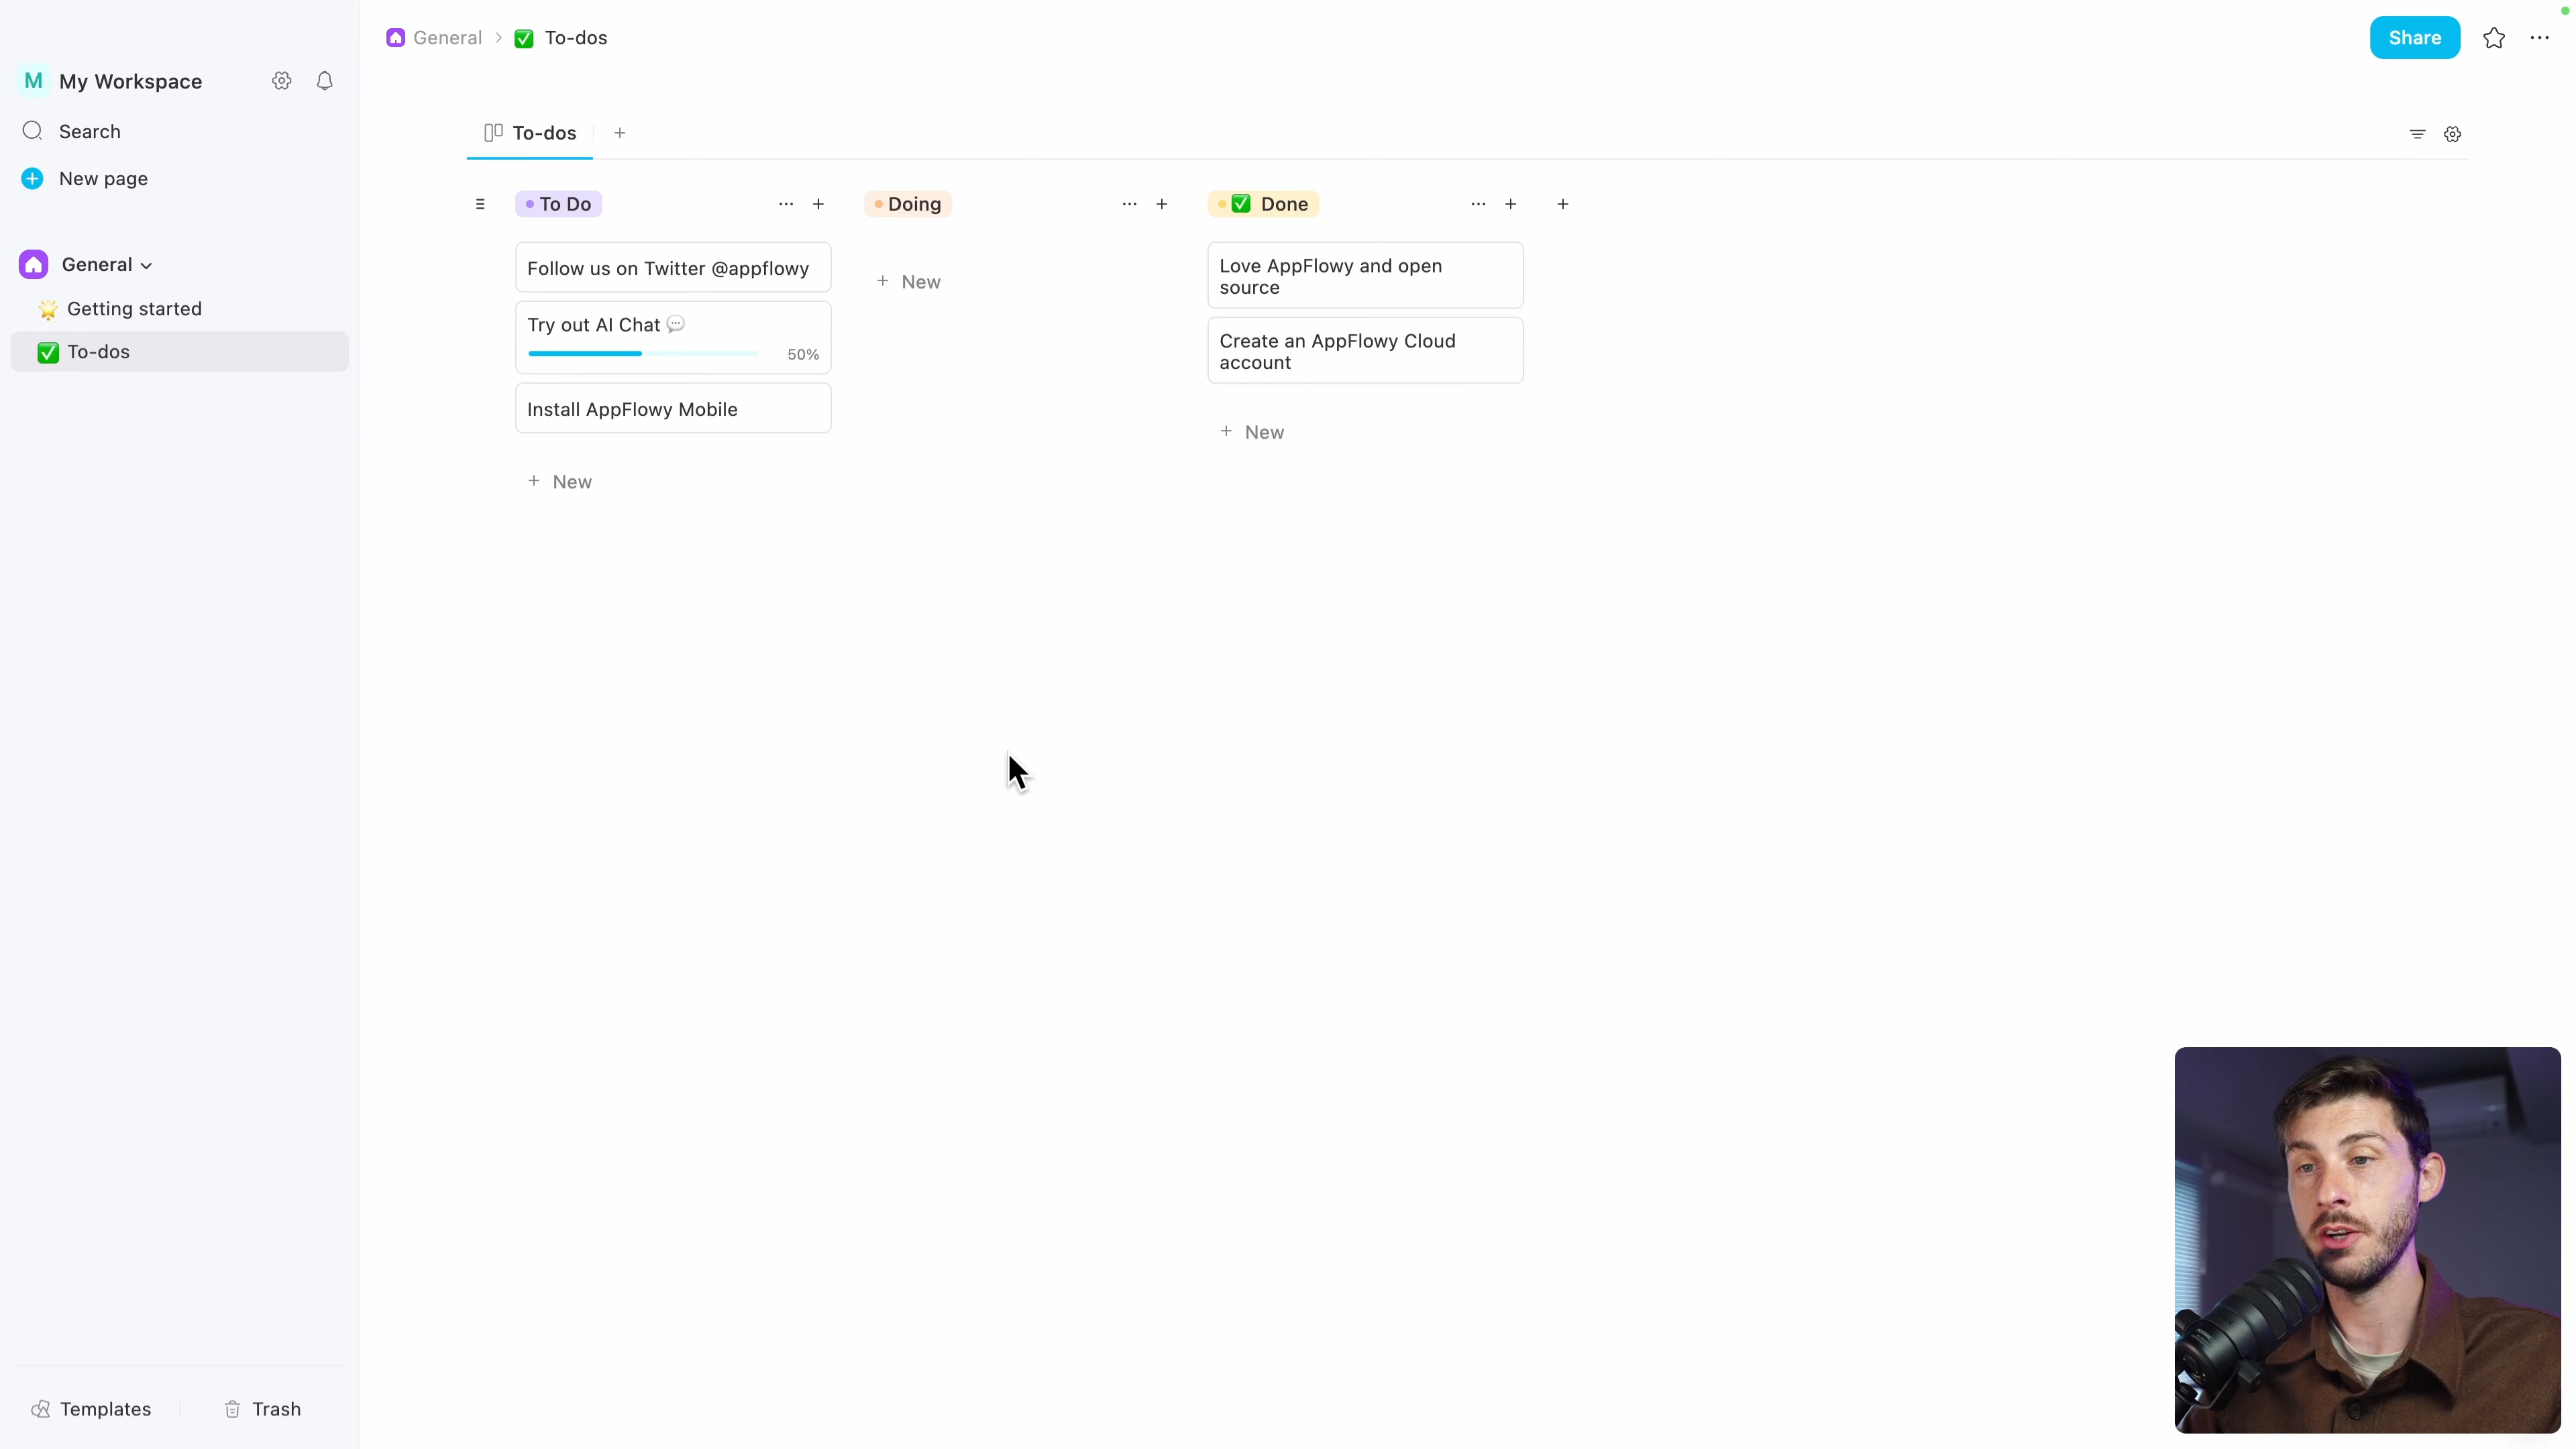 General > ✅ To-dos
Share
M My Workspace
Search
New page
General
🌟 Getting started
✅ To-dos
Templates
Trash
To-dos
To Do
Follow us on Twitter @appflowy
Try out AI Chat 💬
50%
Install AppFlowy Mobile
+ New
Doing
+ New
✅ Done
Love AppFlowy and open
source
Create an AppFlowy Cloud
account
+ New